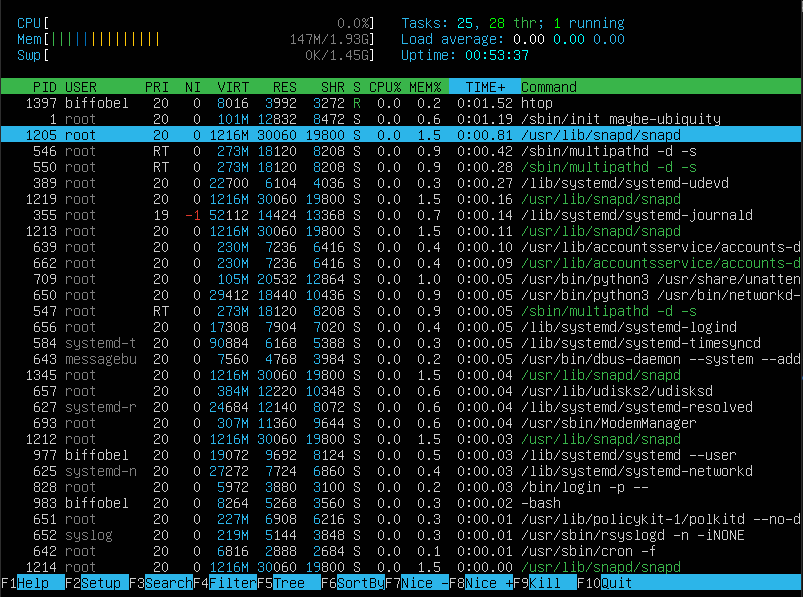 CPU[ 0.0%] Tasks: 25, 28 thr; 1 running
Mem[||||||||||||||| 147M/1.93G] Load average: 0.00 0.00 0.00
Swp[ 0K/1.45G] Uptime: 00:53:37
PID USER PRI NI VIRT RES SHR S CPU% MEM% TIME+ Command
1397 biffobel 20 0 8016 3992 3272 R 0.0 0.2 0:01.52 htop
1 root 20 0 101M 12832 8472 S 0.0 0.6 0:01.19 /sbin/init maybe-ubiquity
1205 root 20 0 1216M 30060 19800 S 0.0 1.5 0:00.81 /usr/lib/snapd/snapd
546 root RT 0 273M 18120 8208 S 0.0 0.9 0:00.42 /sbin/multipathd -d -s
550 root RT 0 273M 18120 8208 S 0.0 0.9 0:00.28 /sbin/multipathd -d -s
389 root 20 0 22700 6104 4036 S 0.0 0.3 0:00.27 /lib/systemd/systemd-udevd
1219 root 20 0 1216M 30060 19800 S 0.0 1.5 0:00.16 /usr/lib/snapd/snapd
355 root 19 -1 52112 14424 13368 S 0.0 0.7 0:00.14 /lib/systemd/systemd-journald
1213 root 20 0 1216M 30060 19800 S 0.0 1.5 0:00.11 /usr/lib/snapd/snapd
639 root 20 0 230M 7236 6416 S 0.0 0.4 0:00.10 /usr/lib/accountsservice/accounts-d
662 root 20 0 230M 7236 6416 S 0.0 0.4 0:00.09 /usr/lib/accountsservice/accounts-d
709 root 20 0 105M 20532 12864 S 0.0 1.0 0:00.05 /usr/bin/python3 /usr/share/unatten
650 root 20 0 29412 18440 10436 S 0.0 0.9 0:00.05 /usr/bin/python3 /usr/bin/networkd-
547 root RT 0 273M 18120 8208 S 0.0 0.9 0:00.05 /sbin/multipathd -d -s
656 root 20 0 17308 7904 7020 S 0.0 0.4 0:00.05 /lib/systemd/systemd-logind
584 systemd-t 20 0 90884 6168 5388 S 0.0 0.3 0:00.05 /lib/systemd/systemd-timesyncd
643 messagebu 20 0 7560 4768 3984 S 0.0 0.2 0:00.05 /usr/bin/dbus-daemon --system --add
1345 root 20 0 1216M 30060 19800 S 0.0 1.5 0:00.04 /usr/lib/snapd/snapd
657 root 20 0 384M 12220 10348 S 0.0 0.6 0:00.04 /usr/lib/udisks2/udisksd
627 systemd-r 20 0 24684 12140 8072 S 0.0 0.6 0:00.04 /lib/systemd/systemd-resolved
693 root 20 0 307M 11360 9644 S 0.0 0.6 0:00.04 /usr/sbin/ModemManager
1212 root 20 0 1216M 30060 19800 S 0.0 1.5 0:00.03 /usr/lib/snapd/snapd
977 biffobel 20 0 19072 9692 8124 S 0.0 0.5 0:00.03 /lib/systemd/systemd --user
625 systemd-n 20 0 27272 7724 6860 S 0.0 0.4 0:00.03 /lib/systemd/systemd-networkd
828 root 20 0 5972 3880 3100 S 0.0 0.2 0:00.03 /bin/login -p --
983 biffobel 20 0 8264 5268 3560 S 0.0 0.3 0:00.02 -bash
651 root 20 0 227M 6908 6216 S 0.0 0.3 0:00.01 /usr/lib/policykit-1/polkitd --no-d
652 syslog 20 0 219M 5144 3848 S 0.0 0.3 0:00.01 /usr/sbin/rsyslogd -n -iNONE
642 root 20 0 6816 2888 2684 S 0.0 0.1 0:00.01 /usr/sbin/cron -f
1214 root 20 0 1216M 30060 19800 S 0.0 1.5 0:00.00 /usr/lib/snapd/snapd
F1Help F2Setup F3SearchF4FilterF5Tree F6SortByF7Nice -F8Nice +F9Kill F10Quit